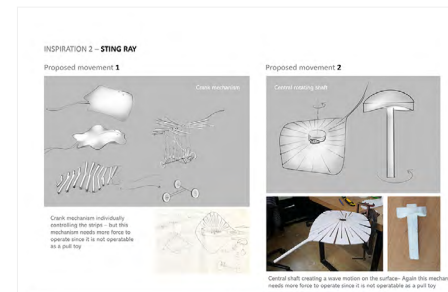 INSPIRATION 2 – STING RAY
Proposed movement 1
Crank mechanism
Crank mechanism individually
controlling the strips – but this
mechanism needs more force to
operate since it is not operatable
as a pull toy
Proposed movement 2
Central rotating shaft
Central shaft creating a wave motion on the surface– Again this mechan
needs more force to operate since it is not operatable as a pull toy